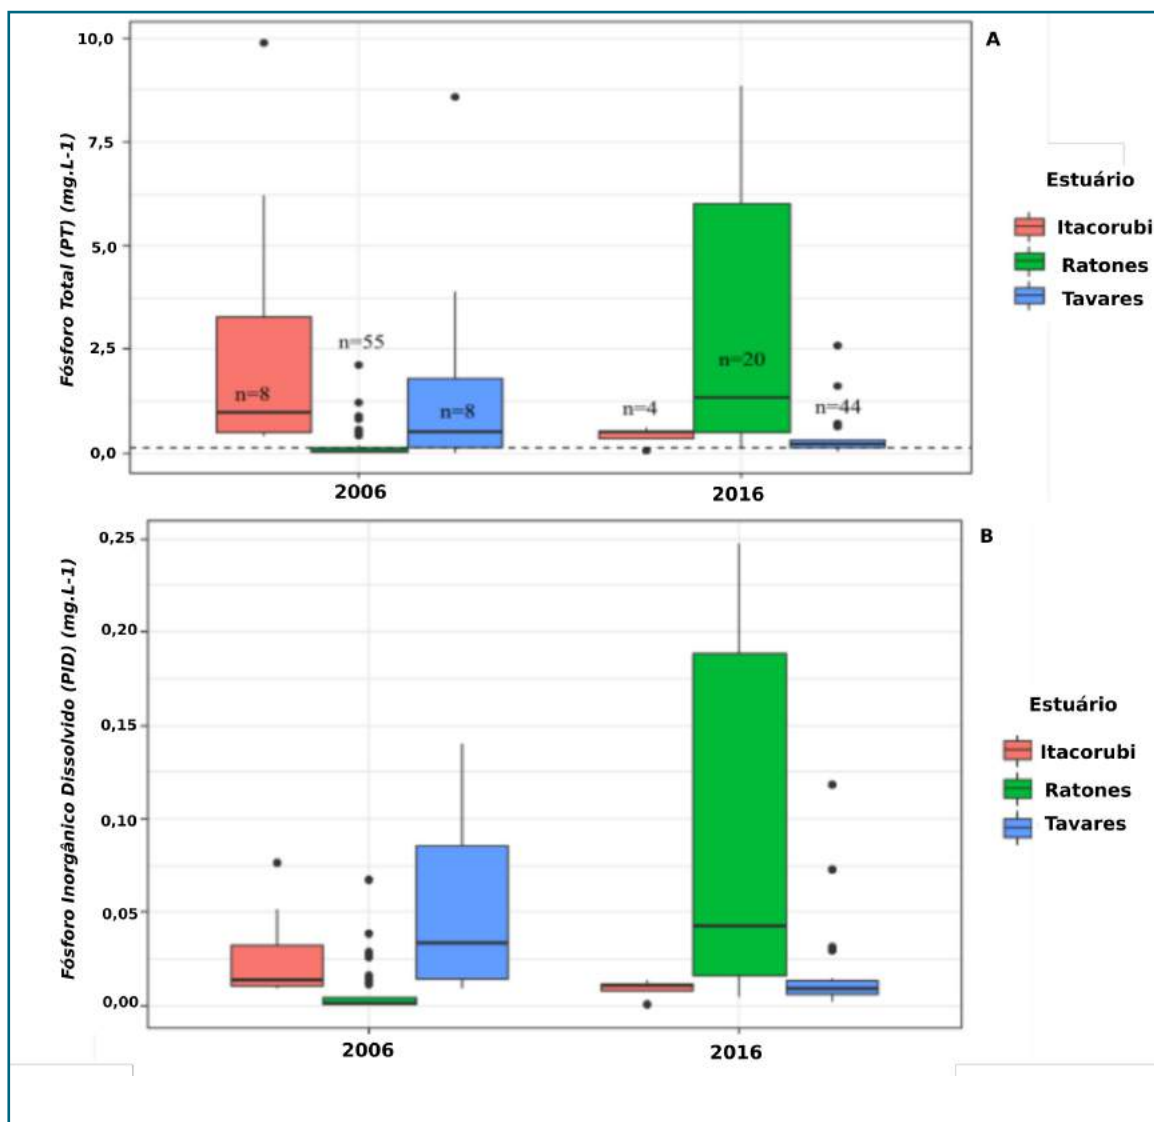 A
Fósforo Total (PT) (mg.L-1)
10,0
7,5
5,0
2,5
0,0
n=8
n=55
n=8
n=4
n=20
n=44
2006
2016
Estuário
Itacorubi
Ratones
Tavares
B
Fósforo Inorgânico Dissolvido (PID) (mg.L-1)
0,25
0,20
0,15
0,10
0,05
0,00
2006
2016
Estuário
Itacorubi
Ratones
Tavares